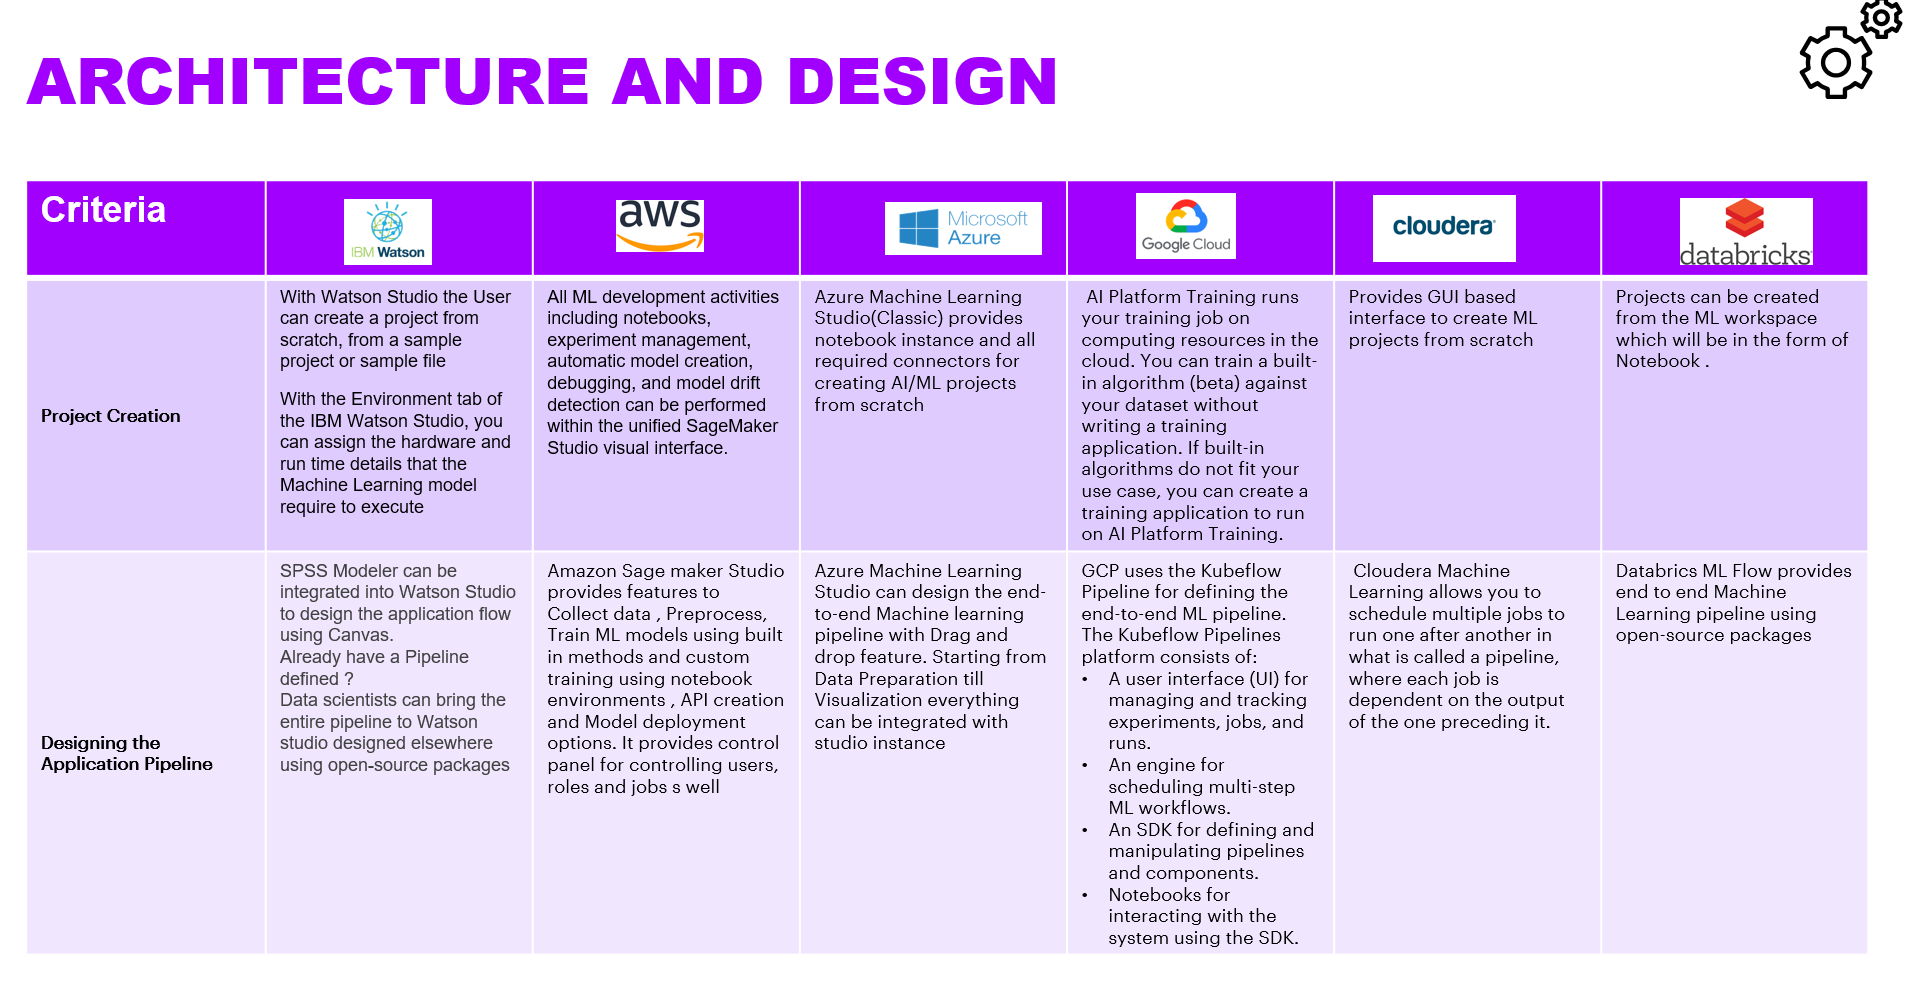 ARCHITECTURE AND DESIGN
Criteria
IBM Watson
aws
Microsoft
Azure
Google Cloud
cloudera
databricks
Project Creation
With Watson Studio the User
can create a project from
scratch, from a sample
project or sample file
With the Environment tab of
the IBM Watson Studio, you
can assign the hardware and
run time details that the
Machine Learning model
require to execute
All ML development activities
including notebooks,
experiment management,
automatic model creation,
debugging, and model drift
detection can be performed
within the unified SageMaker
Studio visual interface.
Azure Machine Learning
Studio(Classic) provides
notebook instance and all
required connectors for
creating AI/ML projects
from scratch
AI Platform Training runs
your training job on
computing resources in the
cloud. You can train a built-
in algorithm (beta) against
your dataset without
writing a training
application. If built-in
algorithms do not fit your
use case, you can create a
training application to run
on AI Platform Training.
Provides GUI based
interface to create ML
projects from scratch
Projects can be created
from the ML workspace
which will be in the form of
Notebook .
Designing the
Application Pipeline
SPSS Modeler can be
integrated into Watson Studio
to design the application flow
using Canvas.
Already have a Pipeline
defined ?
Data scientists can bring the
entire pipeline to Watson
studio designed elsewhere
using open-source packages
Amazon Sage maker Studio
provides features to
Collect data , Preprocess,
Train ML models using built
in methods and custom
training using notebook
environments , API creation
and Model deployment
options. It provides control
panel for controlling users,
roles and jobs s well
Azure Machine Learning
Studio can design the end-
to-end Machine learning
pipeline with Drag and
drop feature. Starting from
Data Preparation till
Visualization everything
can be integrated with
studio instance
GCP uses the Kubeflow
Pipeline for defining the
end-to-end ML pipeline.
The Kubeflow Pipelines
platform consists of:
• A user interface (UI) for
managing and tracking
experiments, jobs, and
runs.
• An engine for
scheduling multi-step
ML workflows.
• An SDK for defining and
manipulating pipelines
and components.
• Notebooks for
interacting with the
system using the SDK.
Cloudera Machine
Learning allows you to
schedule multiple jobs to
run one after another in
what is called a pipeline,
where each job is
dependent on the output
of the one preceding it.
Databrics ML Flow provides
end to end Machine
Learning pipeline using
open-source packages